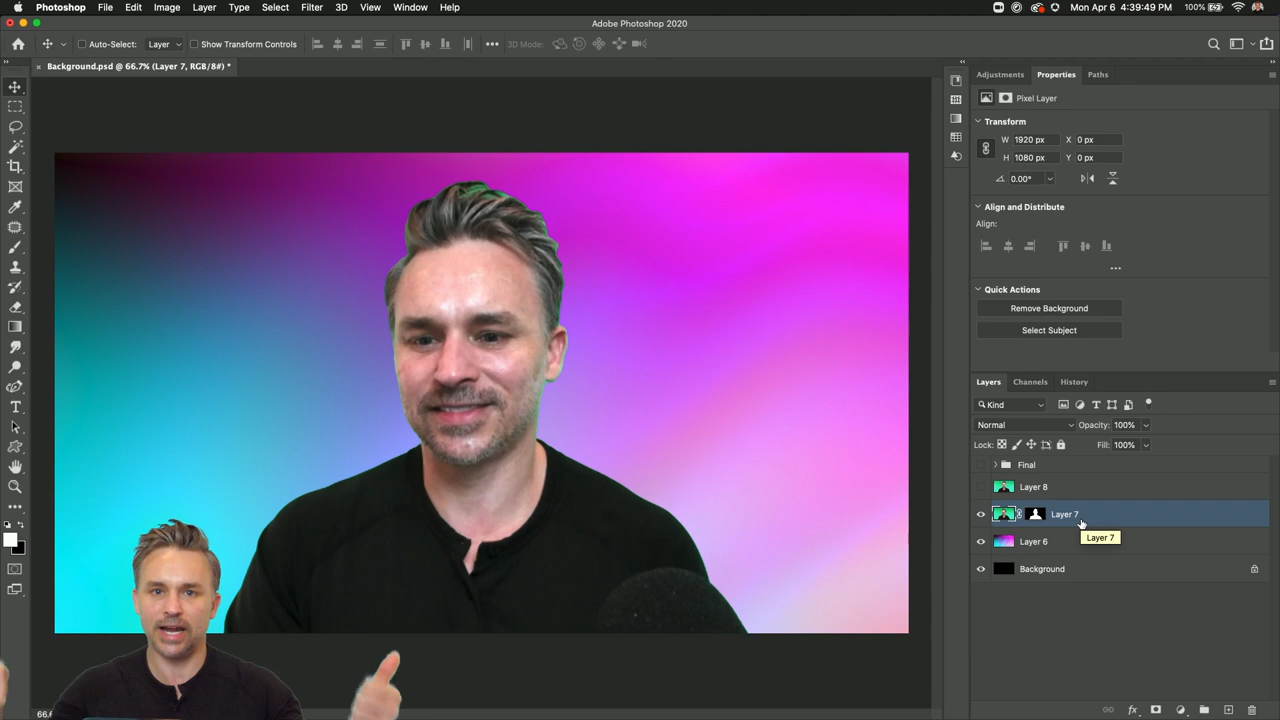 Photoshop File Edit Image Layer Type Select Filter 3D View Window Help 100% Mon Apr 6 4:39:49 PM
Adobe Photoshop 2020
Auto-Select: Layer Show Transform Controls 3D Mode:
Background.psd @ 66.7% (Layer 7, RGB/8#) *
Adjustments Properties Paths
Pixel Layer
Transform
W 1920 px X 0 px
H 1080 px Y 0 px
0.00°
Align and Distribute
Align:
Quick Actions
Remove Background
Select Subject
Layers Channels History
Kind
Normal Opacity: 100%
Lock: Fill: 100%
Final
Layer 8
Layer 7
Layer 7
Layer 6
Background
66.